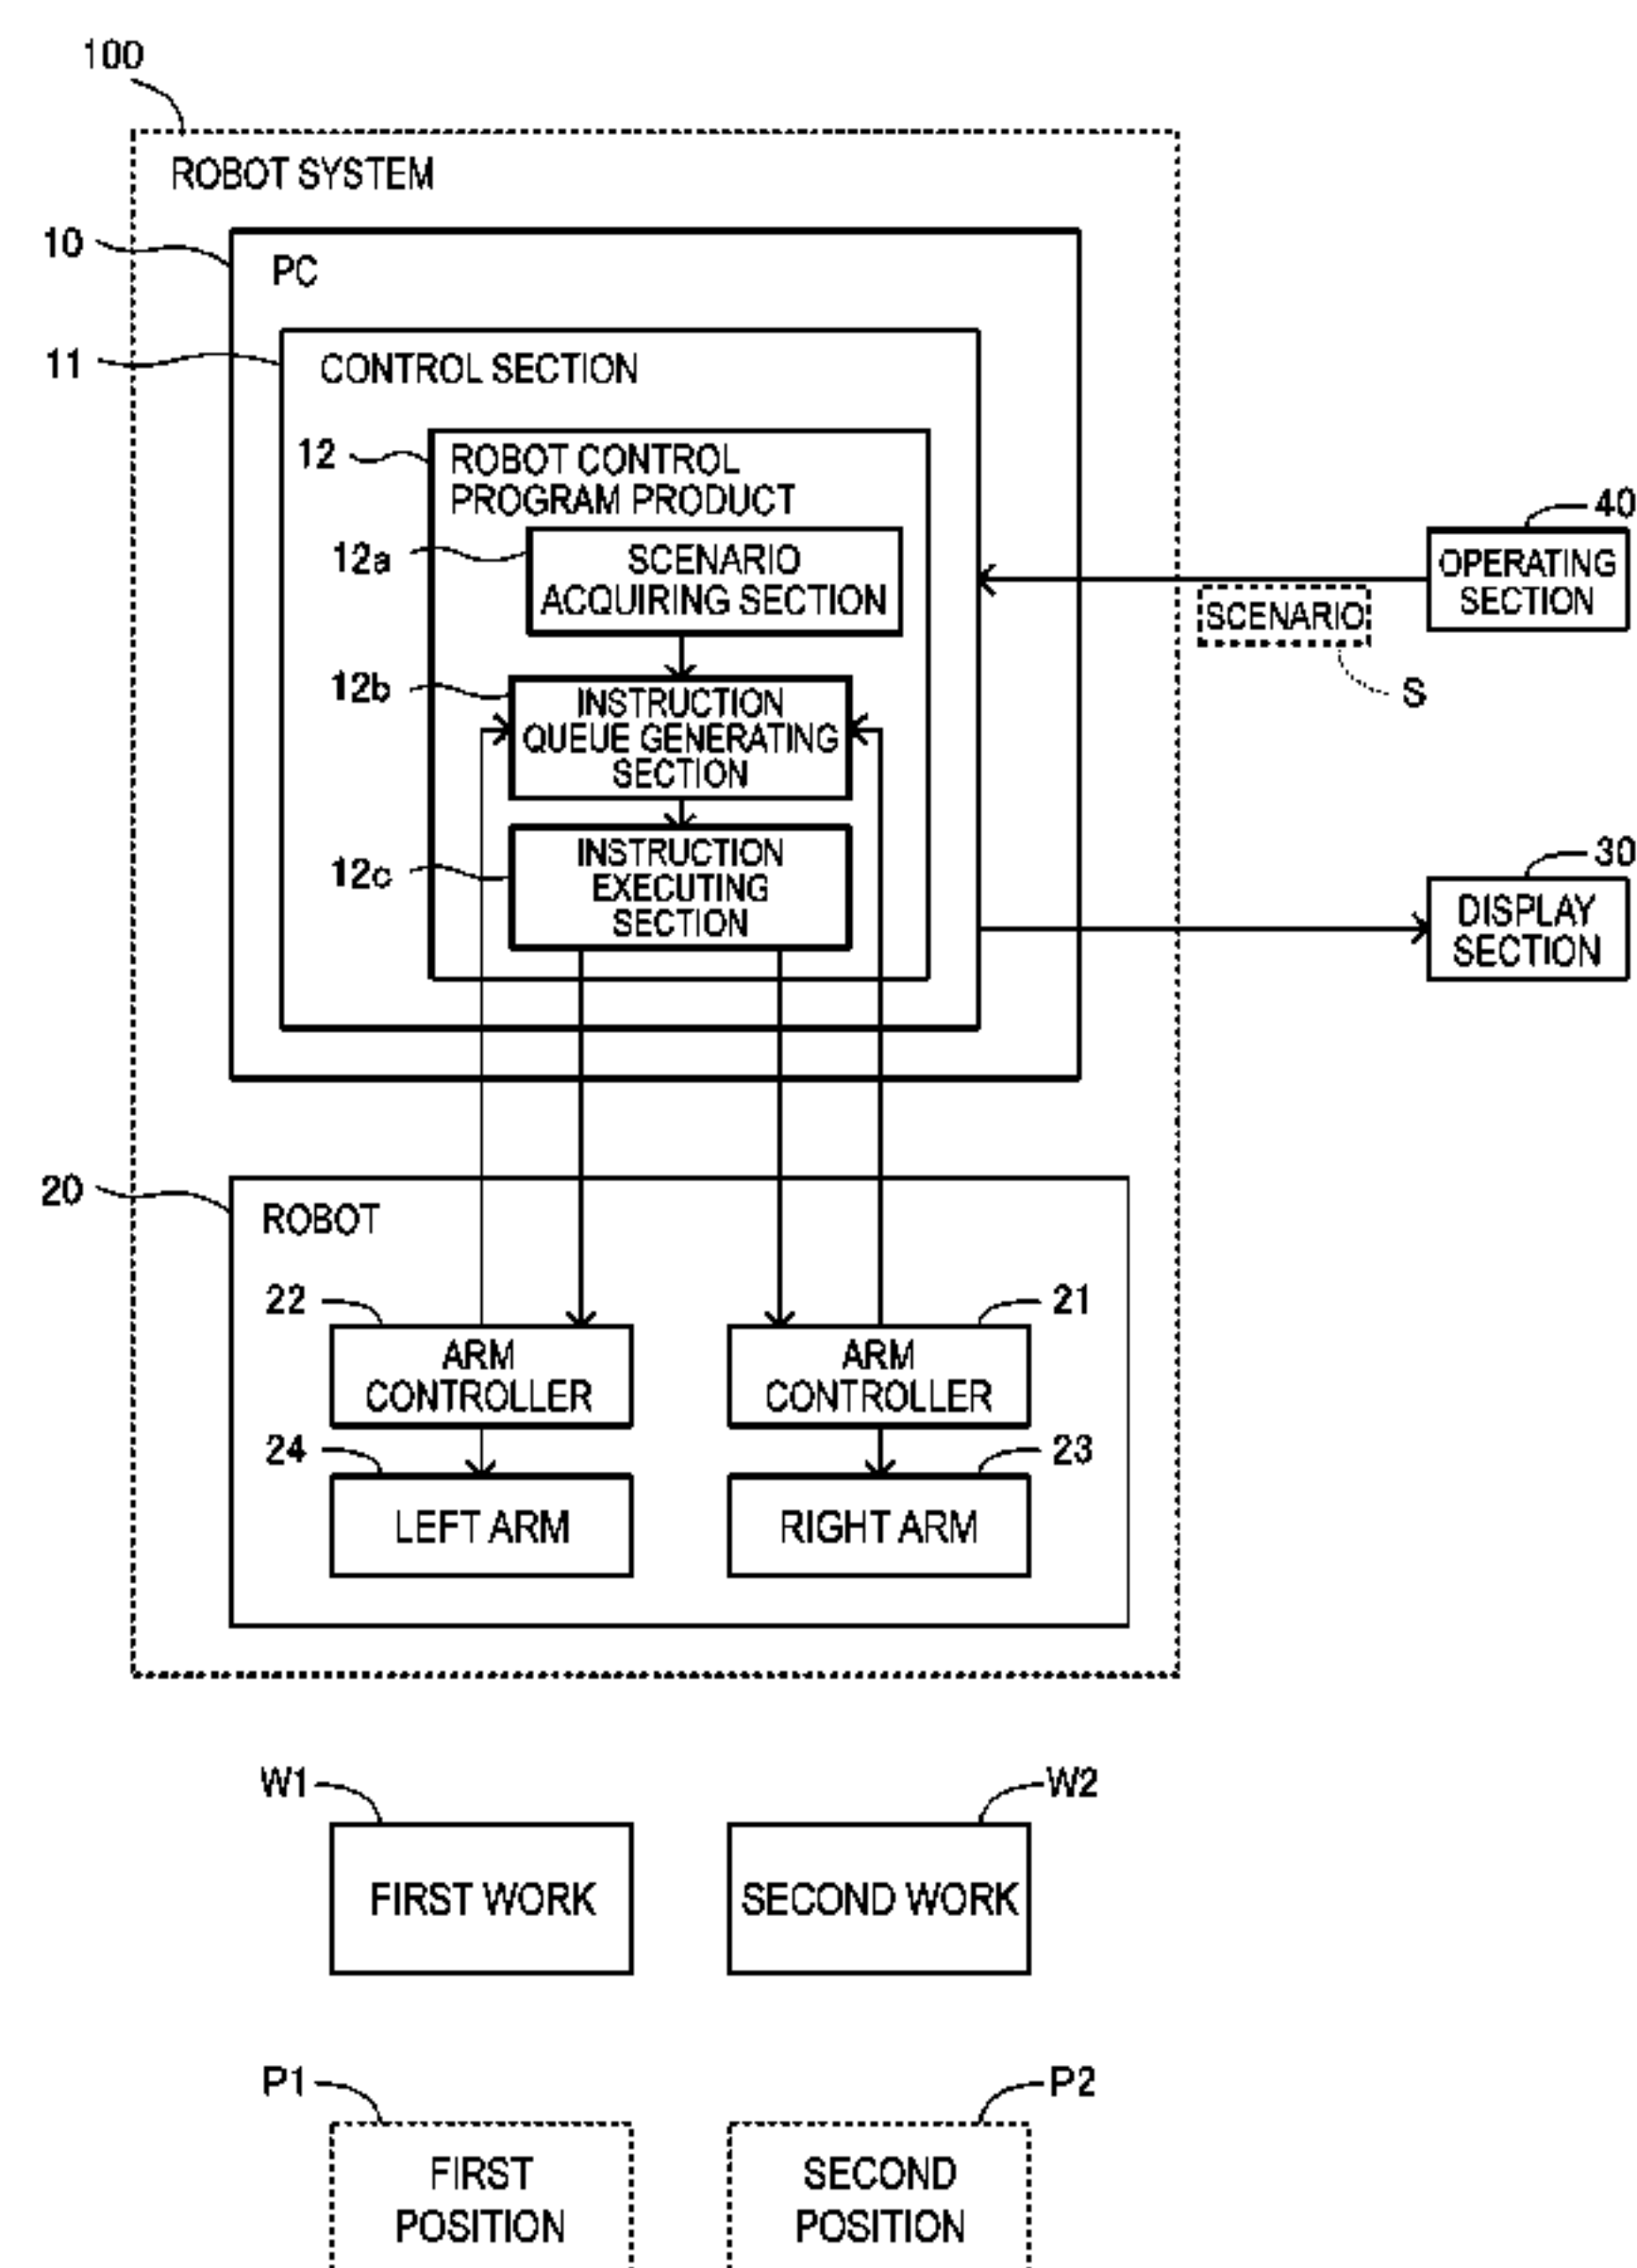 100
ROBOT SYSTEM
10
PC
11
CONTROL SECTION
12
ROBOT CONTROL
PROGRAM PRODUCT
12a
SCENARIO
ACQUIRING SECTION
40
OPERATING
SECTION
SCENARIO
S
12b
INSTRUCTION
QUEUE GENERATING
SECTION
12c
INSTRUCTION
EXECUTING
SECTION
30
DISPLAY
SECTION
20
ROBOT
22
ARM
CONTROLLER
21
ARM
CONTROLLER
24
LEFT ARM
23
RIGHT ARM
W1
FIRST WORK
W2
SECOND WORK
P1
FIRST
POSITION
P2
SECOND
POSITION